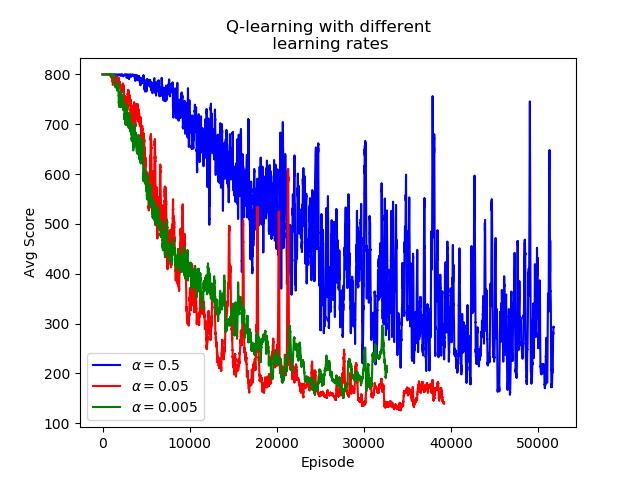 Q-learning with different
learning rates
Avg Score
800
700
600
500
400
300
200
100
α = 0.5
α = 0.05
α = 0.005
0 10000 20000 30000 40000 50000
Episode